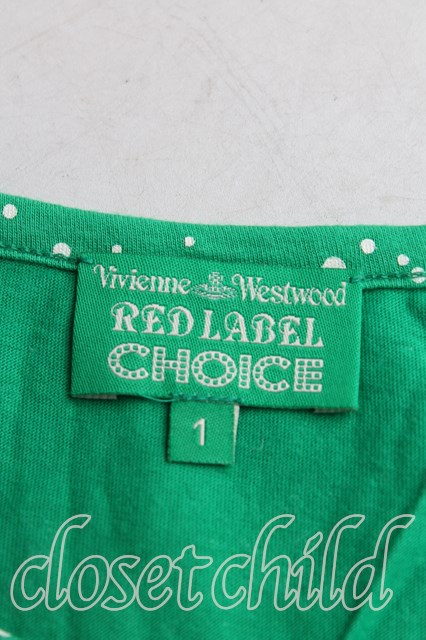 Vivienne Westwood
RED LABEL
CHOICE
1
closet child